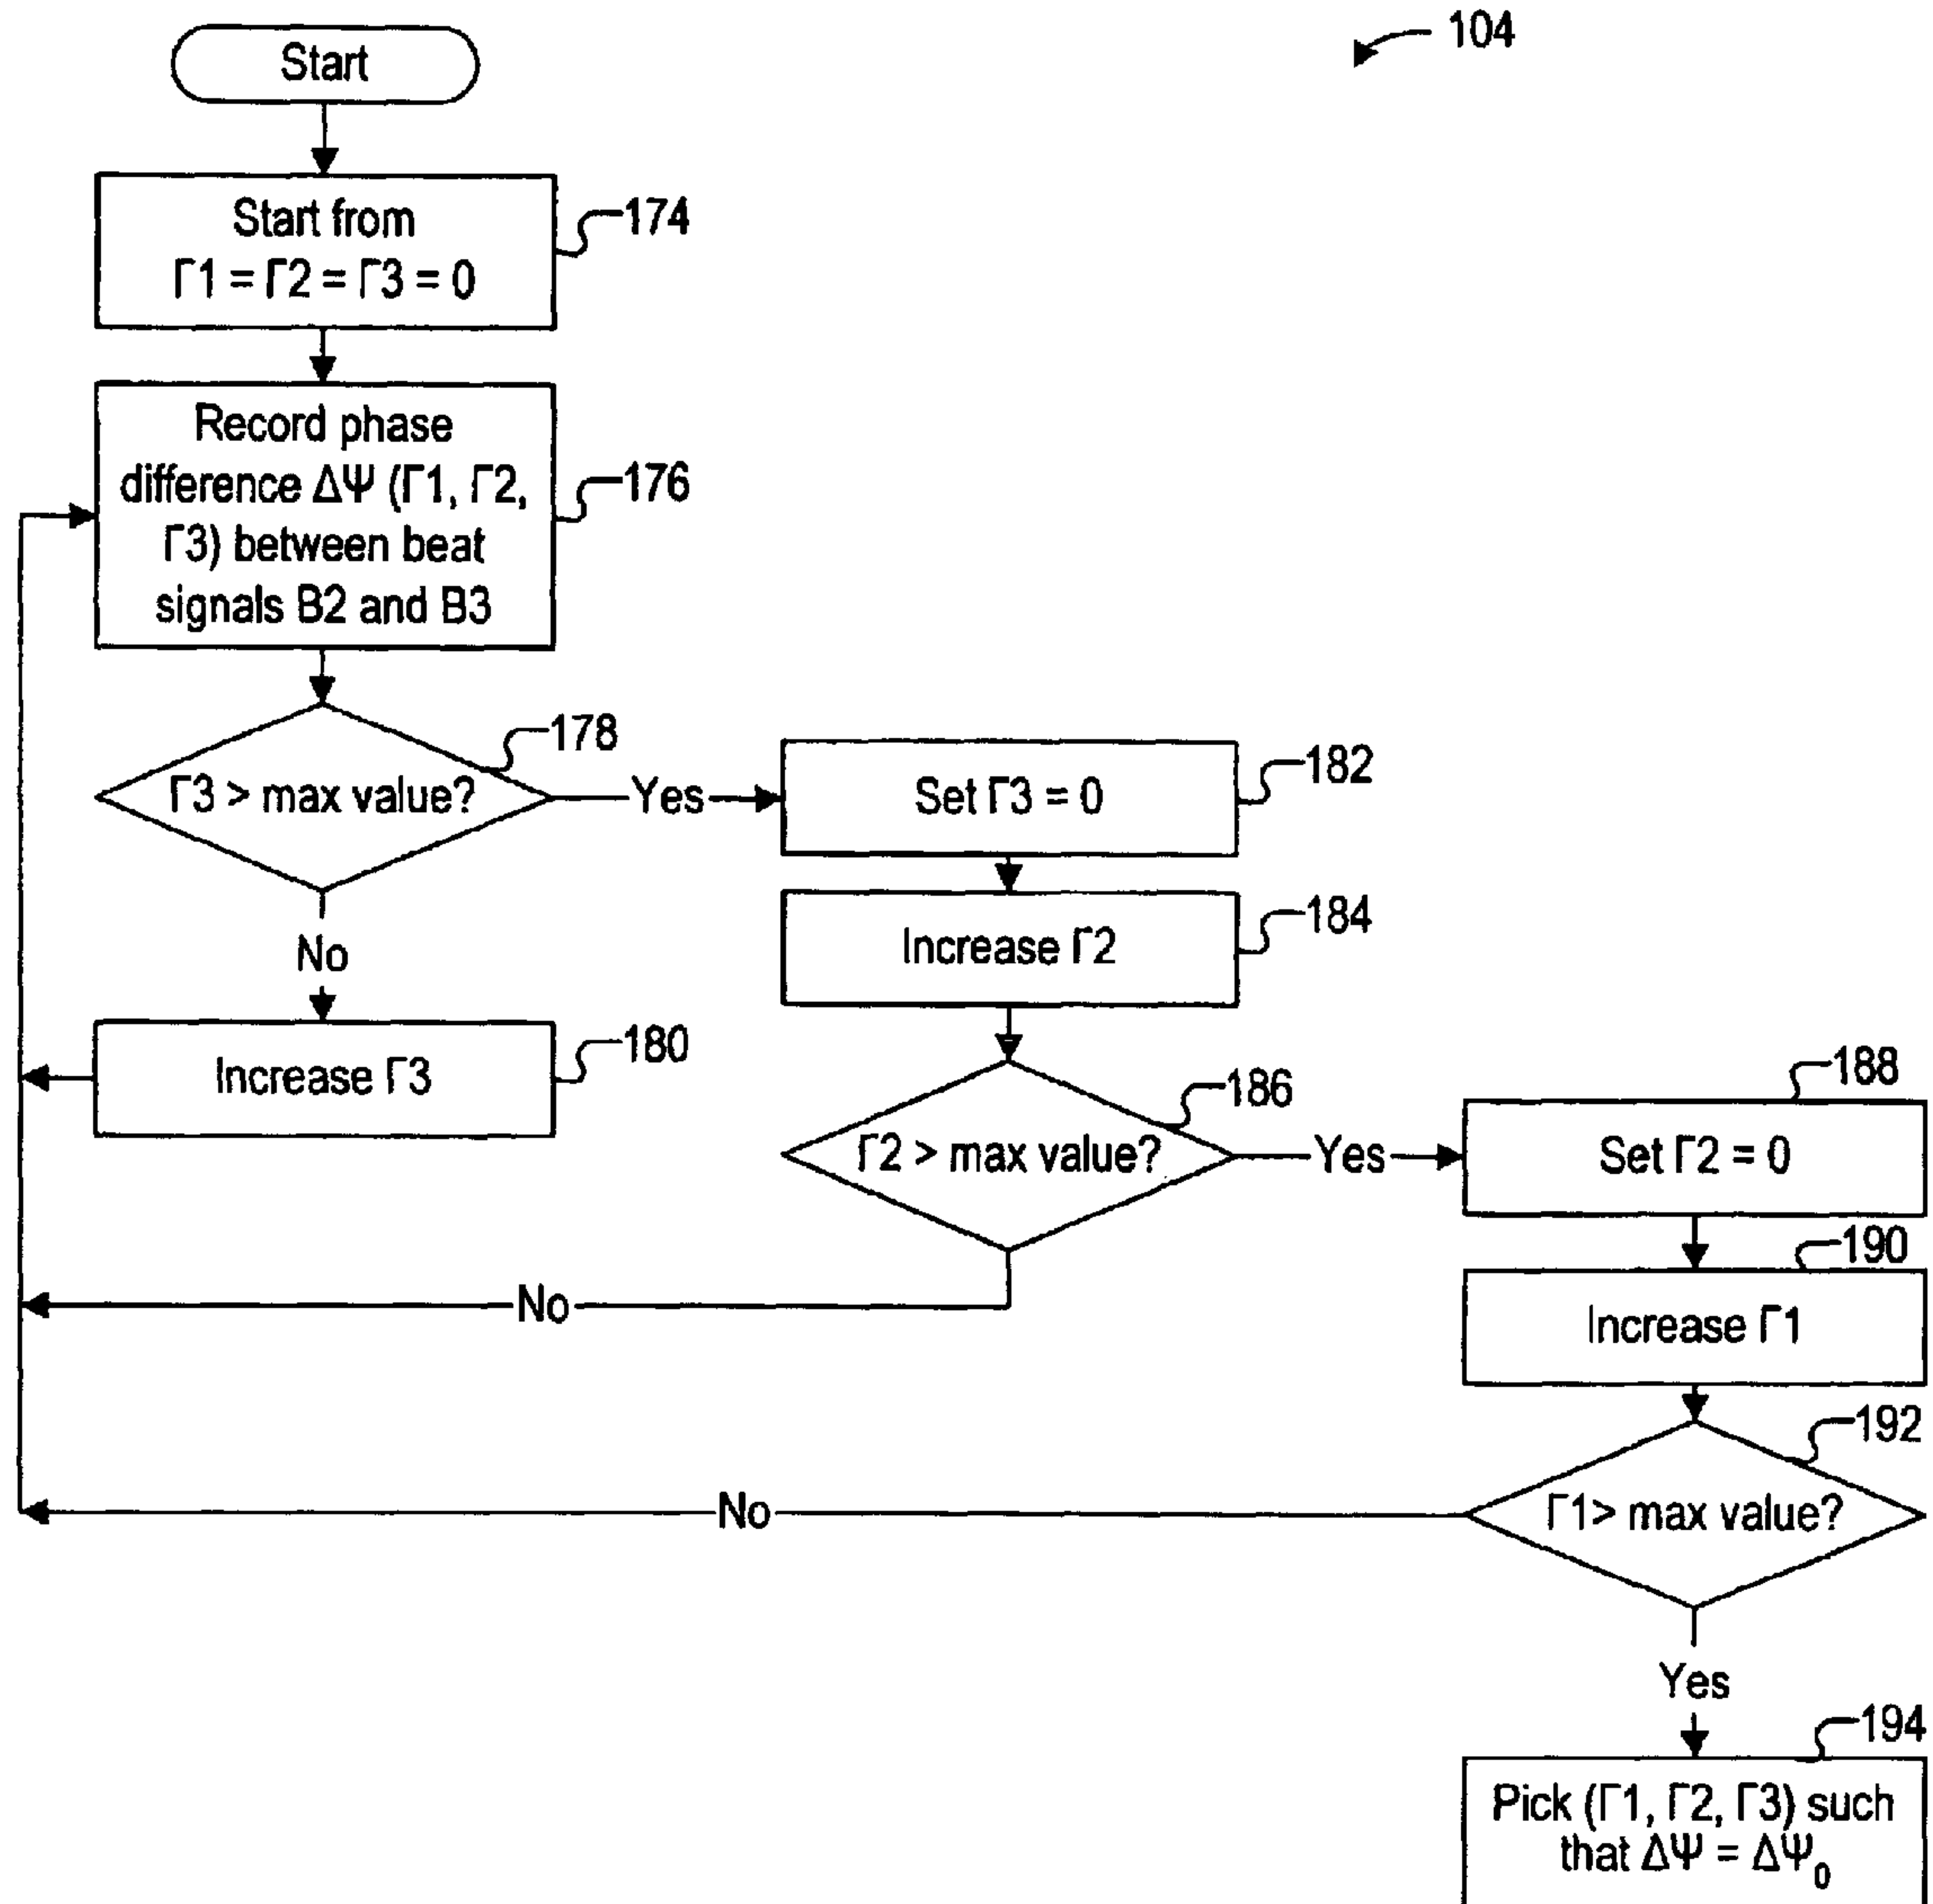 104
Start
Start from
Γ1 = Γ2 = Γ3 = 0
174
Record phase
difference ΔΨ (Γ1, Γ2,
Γ3) between beat
signals B2 and B3
176
Γ3 > max value?
178
Yes
No
Increase Γ3
180
Set Γ3 = 0
182
Increase Γ2
184
Γ2 > max value?
186
Yes
No
Set Γ2 = 0
188
Increase Γ1
190
Γ1> max value?
192
No
Yes
Pick (Γ1, Γ2, Γ3) such
that ΔΨ = ΔΨ₀
194